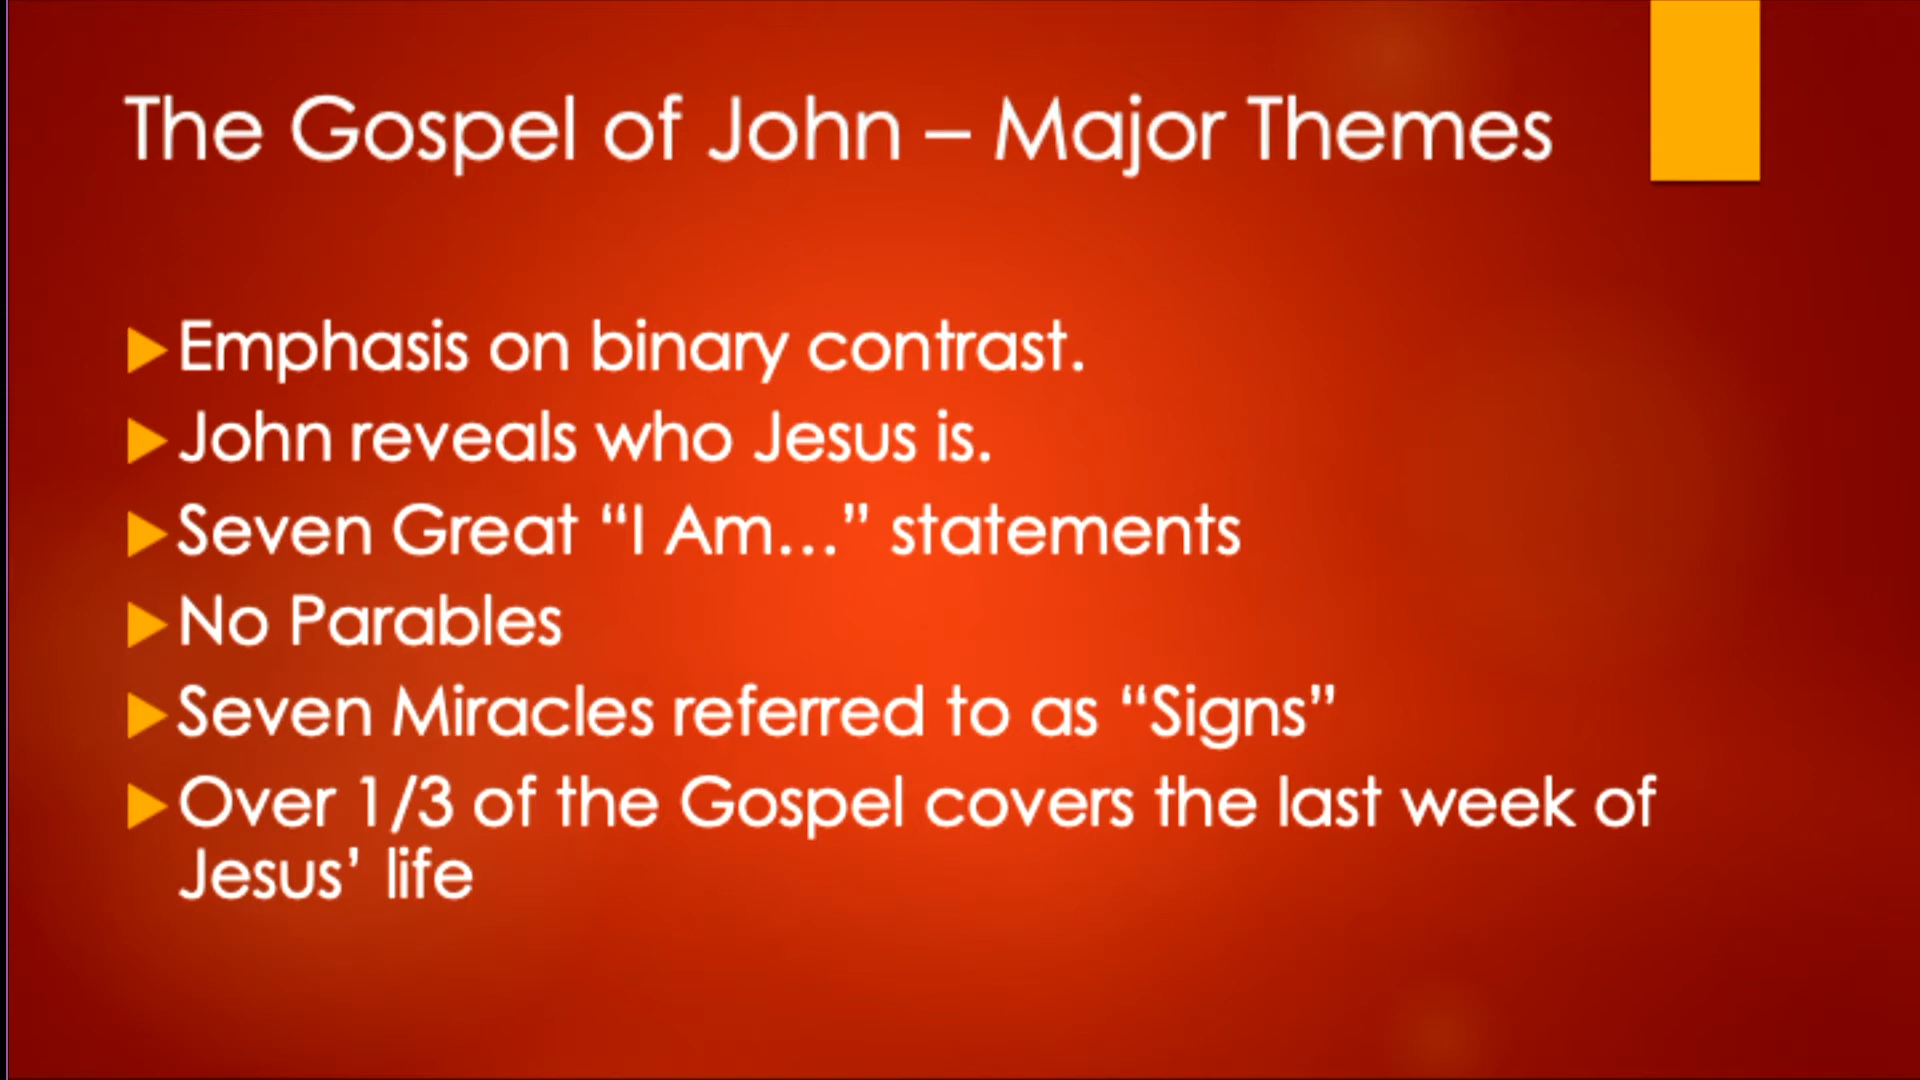 The Gospel of John – Major Themes
Emphasis on binary contrast.
John reveals who Jesus is.
Seven Great “I Am…” statements
No Parables
Seven Miracles referred to as “Signs”
Over 1/3 of the Gospel covers the last week of
Jesus’ life